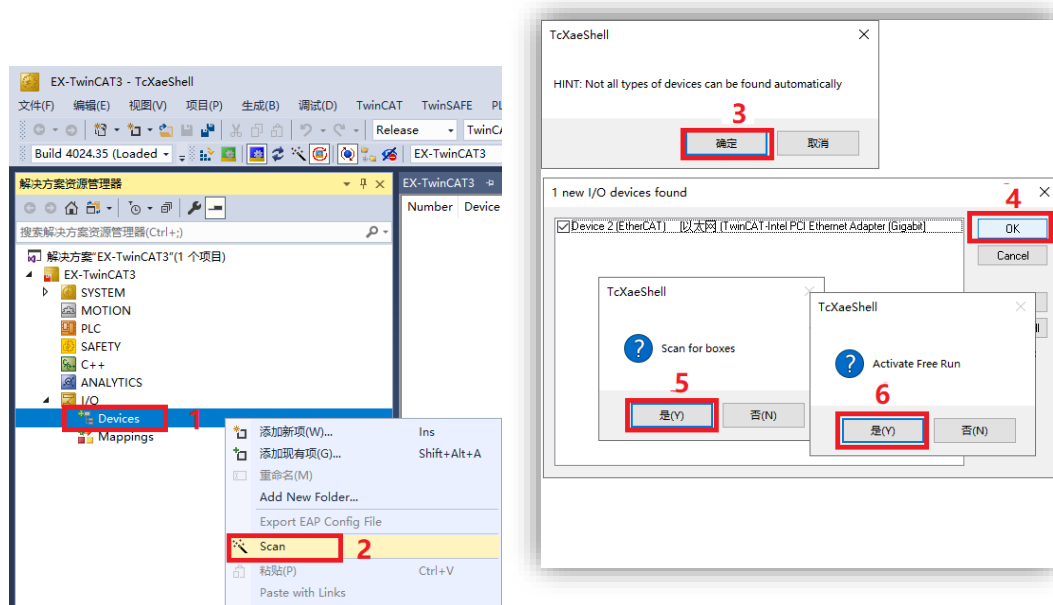 EX-TwinCAT3 - TcXaeShell
文件(F) 编辑(E) 视图(V) 项目(P) 生成(B) 调试(D) TwinCAT TwinSAFE PL
Release TwinCA
Build 4024.35 (Loaded EX-TwinCAT3
解决方案资源管理器
搜索解决方案资源管理器(Ctrl+;)
解决方案"EX-TwinCAT3"(1 个项目)
EX-TwinCAT3
SYSTEM
MOTION
PLC
SAFETY
C++
ANALYTICS
I/O
Devices 1
Mappings
EX-TwinCAT3
Number Device
添加新项(W)... Ins
添加现有项(G)... Shift+Alt+A
重命名(M)
Add New Folder...
Export EAP Config File
Scan 2
粘贴(P) Ctrl+V
Paste with Links
TcXaeShell
HINT: Not all types of devices can be found automatically
3
确定 取消
1 new I/O devices found
4
Device 2 (EtherCAT) [以太网 (TwinCAT-Intel PCI Ethernet Adapter (Gigabit)]
OK
Cancel
TcXaeShell
Scan for boxes
5
是(Y) 否(N)
TcXaeShell
Activate Free Run
6
是(Y) 否(N)